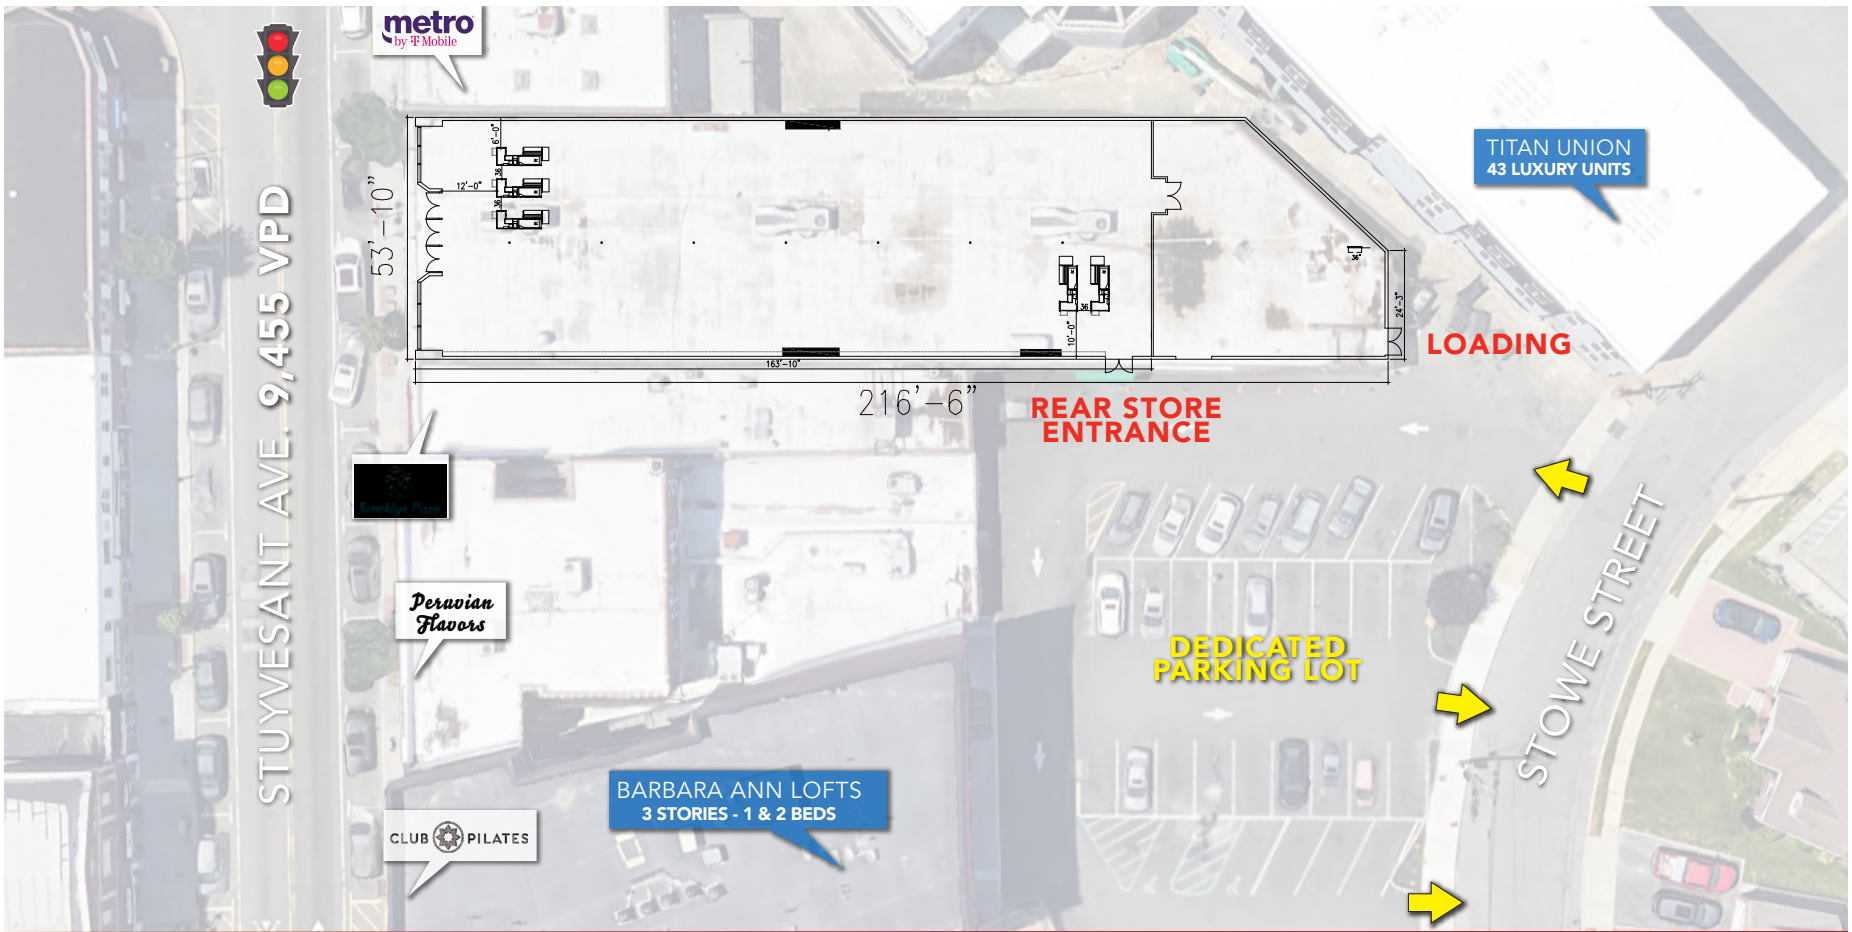 metro
by T Mobile
TITAN UNION
43 LUXURY UNITS
6'-0"
36
12'-0"
36
53'-10"
36"
24'-3"
36
10'-0"
163'-10"
216'-6"
LOADING
REAR STORE
ENTRANCE
STUYVESANT AVE. 9,455 VPD
Brooklyn Pizza
Peruvian
Flavors
DEDICATED
PARKING LOT
STOWE STREET
BARBARA ANN LOFTS
3 STORIES - 1 & 2 BEDS
CLUB PILATES